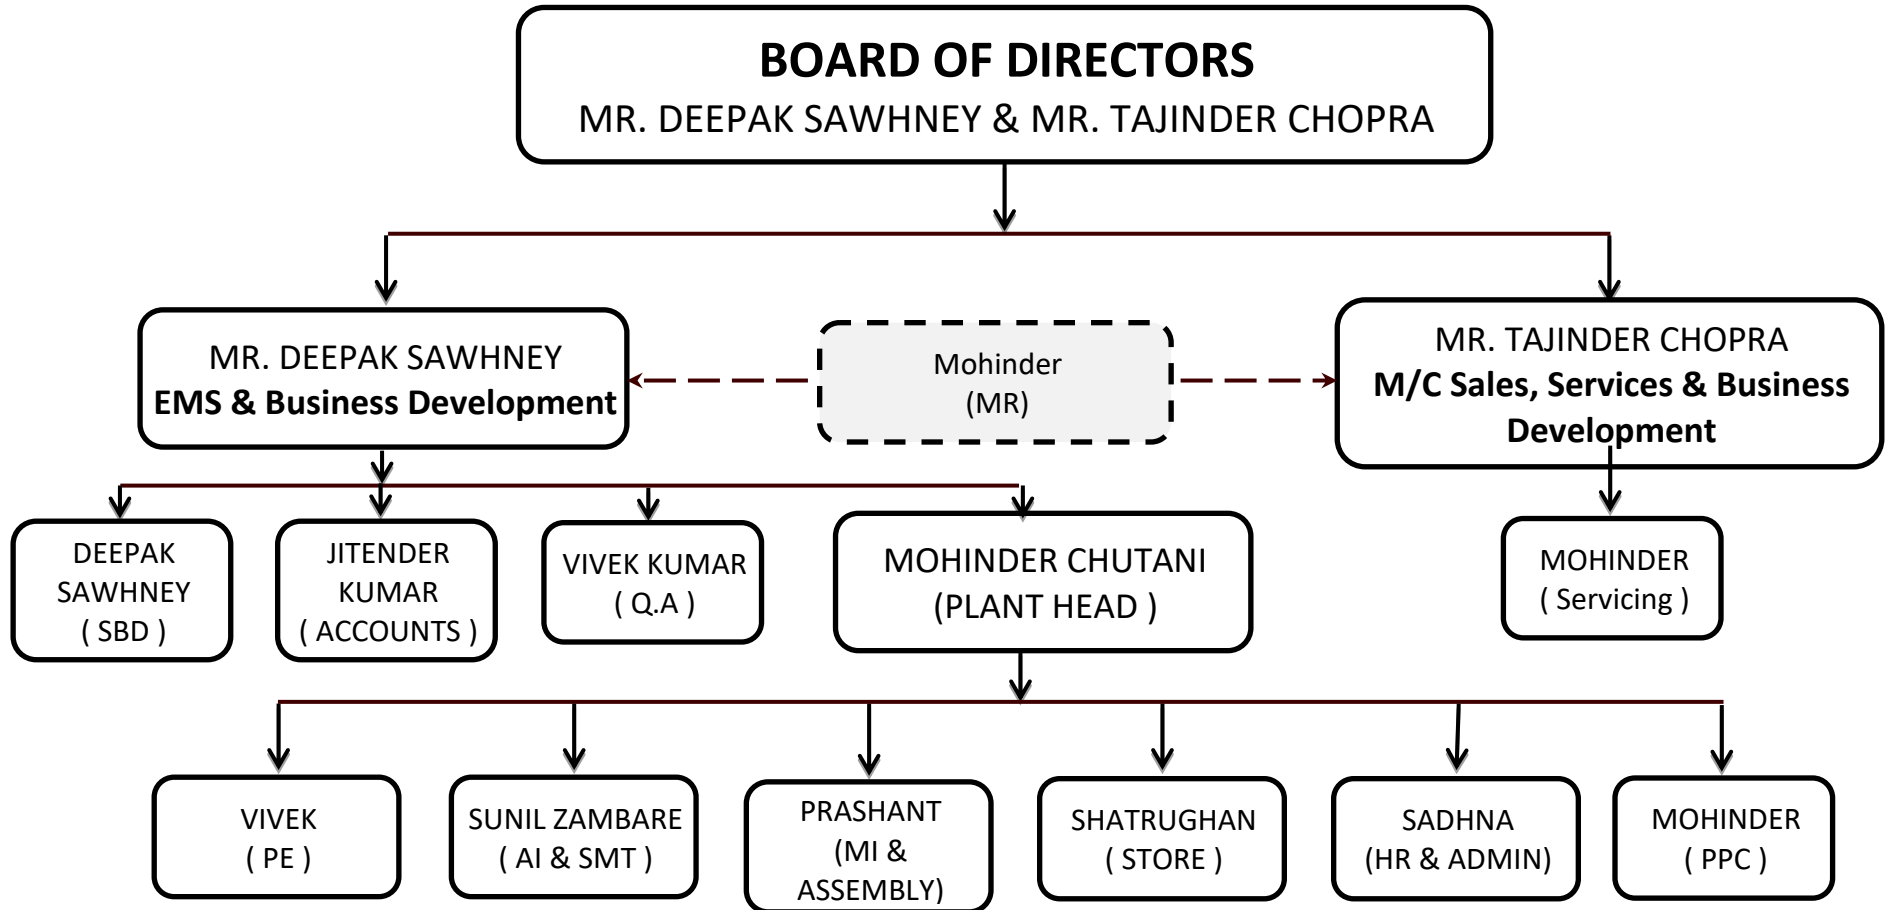 BOARD OF DIRECTORS
MR. DEEPAK SAWHNEY & MR. TAJINDER CHOPRA
MR. DEEPAK SAWHNEY
EMS & Business Development
Mohinder
(MR)
MR. TAJINDER CHOPRA
M/C Sales, Services & Business
Development
DEEPAK
SAWHNEY
( SBD )
JITENDER
KUMAR
( ACCOUNTS )
VIVEK KUMAR
( Q.A )
MOHINDER CHUTANI
(PLANT HEAD )
MOHINDER
( Servicing )
VIVEK
( PE )
SUNIL ZAMBARE
( AI & SMT )
PRASHANT
(MI &
ASSEMBLY)
SHATRUGHAN
( STORE )
SADHNA
(HR & ADMIN)
MOHINDER
( PPC )